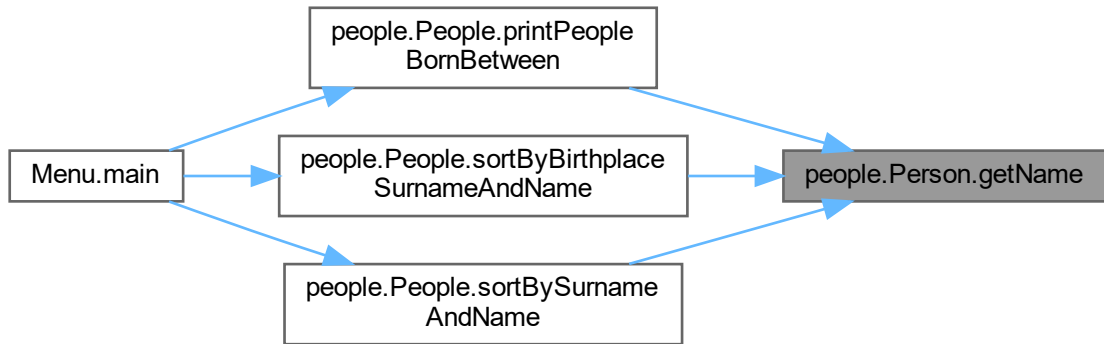 people.People.printPeople
BornBetween
Menu.main
people.People.sortByBirthplace
SurnameAndName
people.Person.getName
people.People.sortBySurname
AndName